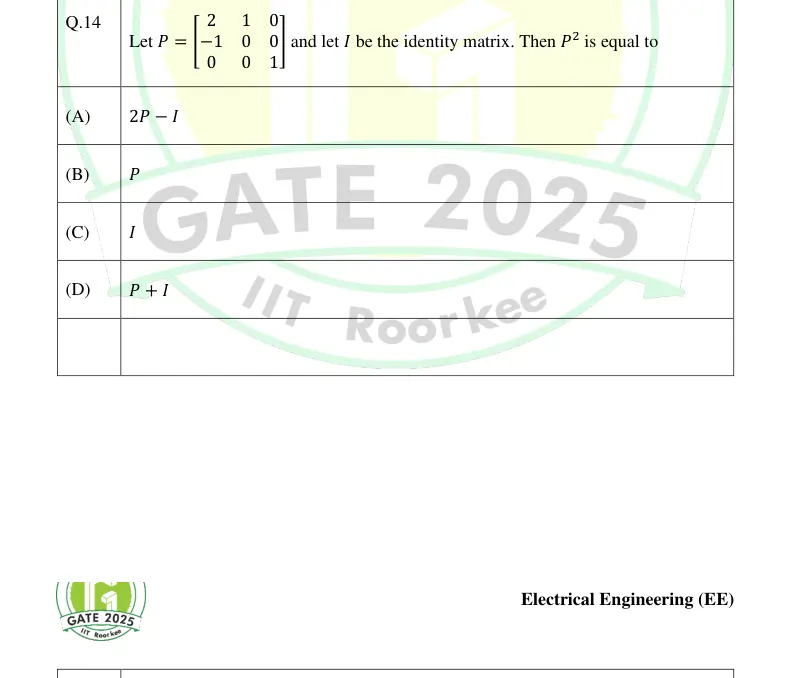 Q.14
Let 𝑃 = [ 2 1 0
−1 0 0
0 0 1 ] and let 𝐼 be the identity matrix. Then 𝑃² is equal to
(A) 2𝑃 − 𝐼
(B) 𝑃
(C) 𝐼
(D) 𝑃 + 𝐼
GATE 2025
IIT Roorkee
Electrical Engineering (EE)
GATE 2025
IIT Roorkee